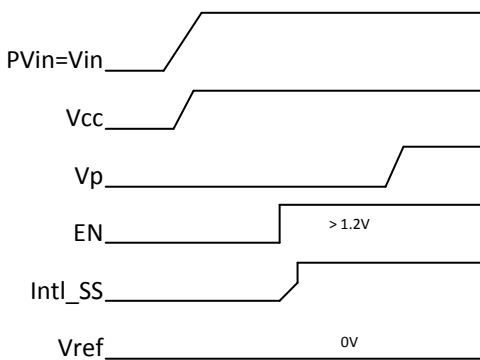 PVin=Vin
Vcc
Vp
EN
> 1.2V
Intl_SS
Vref
0V